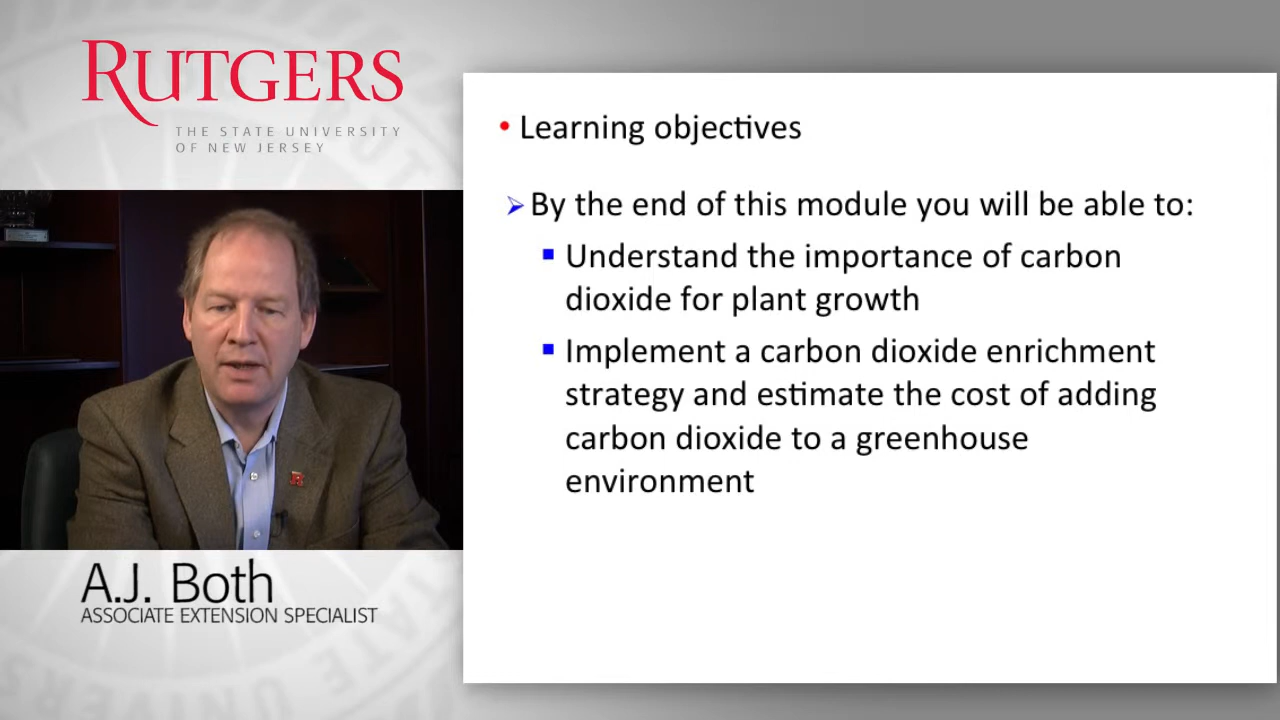 RUTGERS
THE STATE UNIVERSITY
OF NEW JERSEY
• Learning objectives
➢ By the end of this module you will be able to:
▪ Understand the importance of carbon
dioxide for plant growth
▪ Implement a carbon dioxide enrichment
strategy and estimate the cost of adding
carbon dioxide to a greenhouse
environment
A.J. Both
ASSOCIATE EXTENSION SPECIALIST